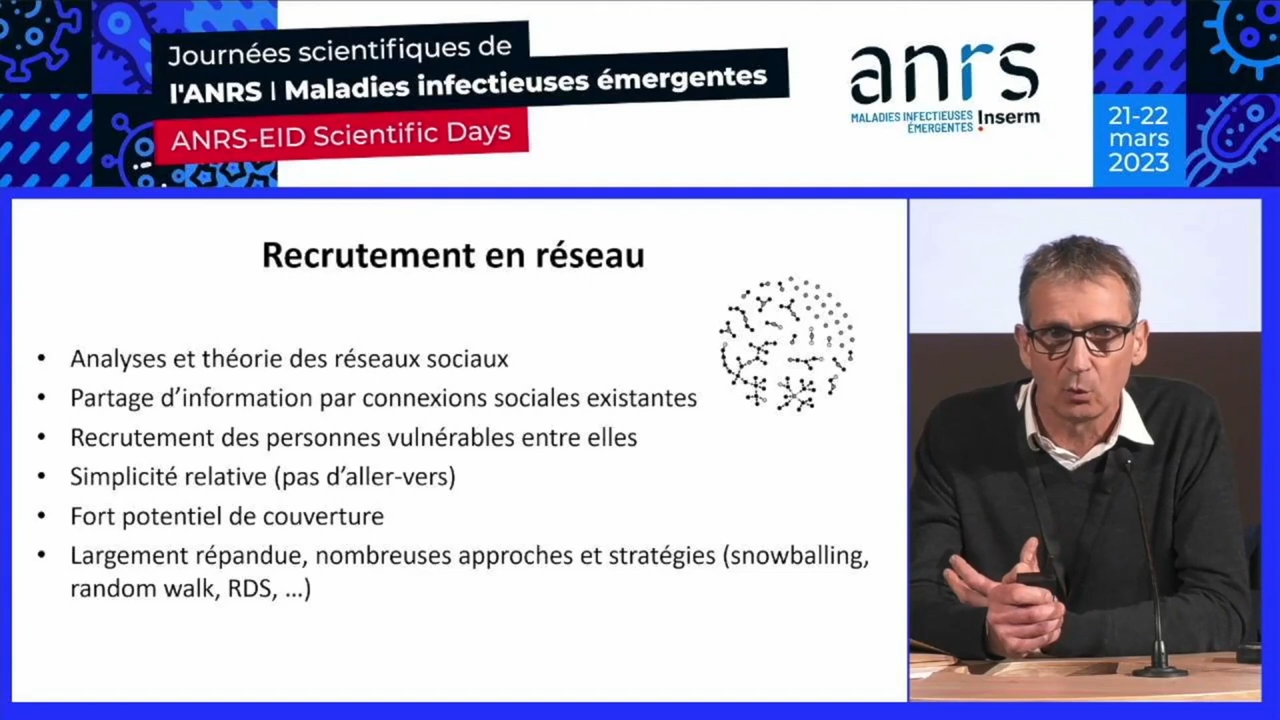 Journées scientifiques de
l'ANRS | Maladies infectieuses émergentes
ANRS-EID Scientific Days
anrs
MALADIES INFECTIEUSES
ÉMERGENTES
Inserm
21-22
mars
2023
Recrutement en réseau
• Analyses et théorie des réseaux sociaux
• Partage d’information par connexions sociales existantes
• Recrutement des personnes vulnérables entre elles
• Simplicité relative (pas d’aller-vers)
• Fort potentiel de couverture
• Largement répandue, nombreuses approches et stratégies (snowballing,
random walk, RDS, …)